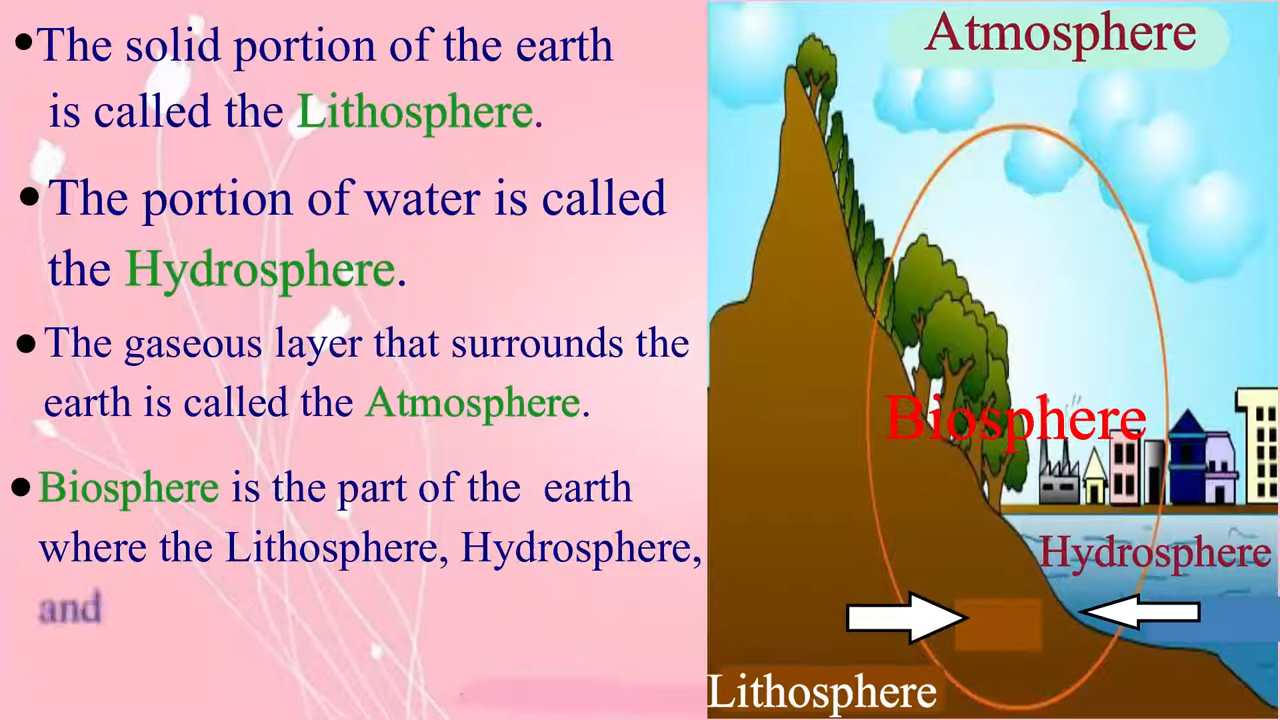 •The solid portion of the earth
is called the Lithosphere.
•The portion of water is called
the Hydrosphere.
•The gaseous layer that surrounds the
earth is called the Atmosphere.
•Biosphere is the part of the earth
where the Lithosphere, Hydrosphere,
and
Atmosphere
Biosphere
Hydrosphere
Lithosphere